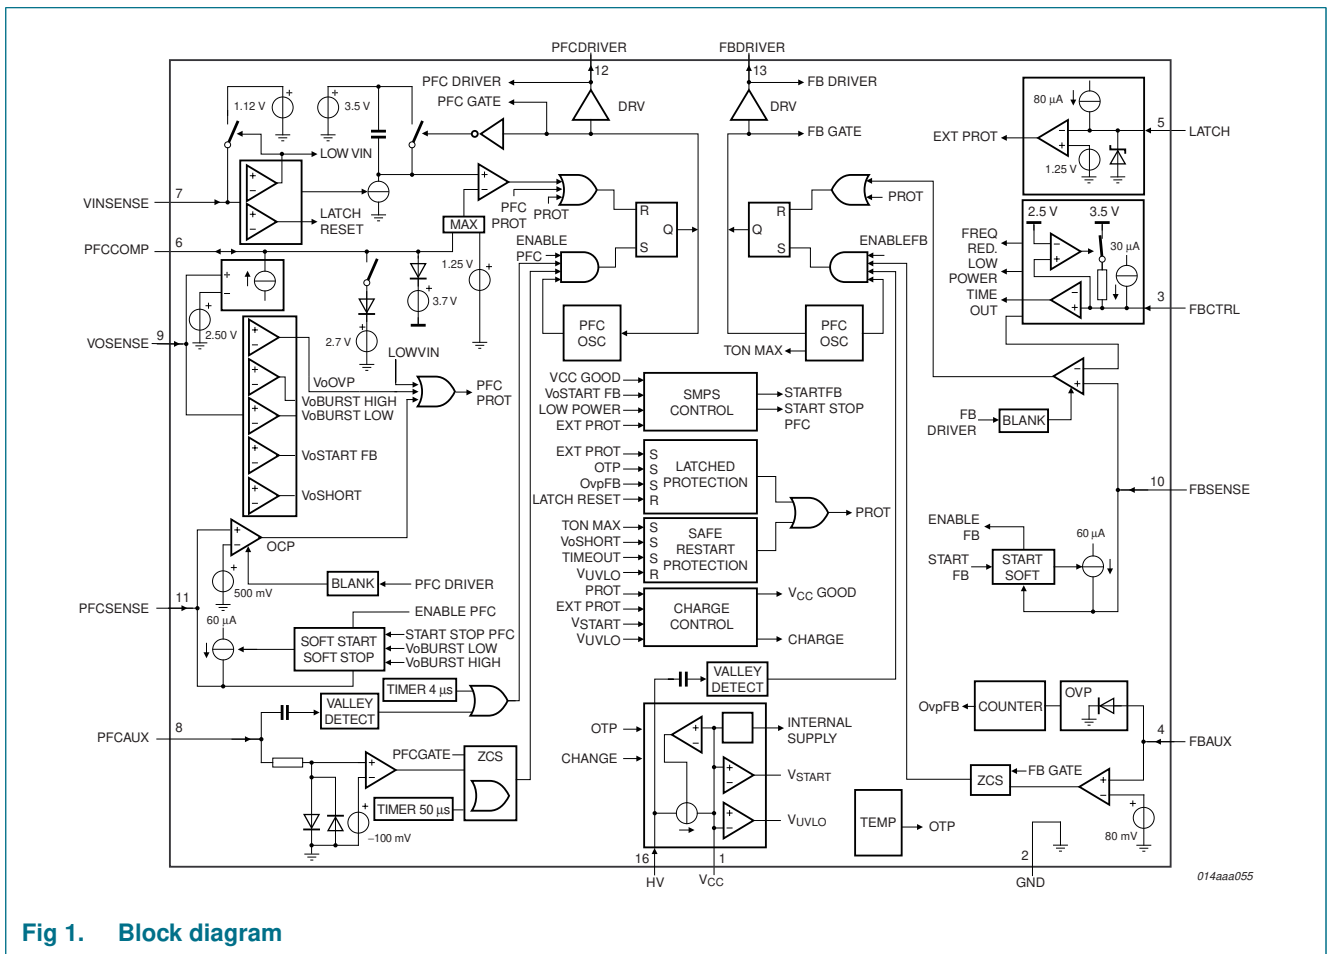 PFCDRIVER
FBDRIVER
12
13
PFC DRIVER
FB DRIVER
PFC GATE
DRV
DRV
FB GATE
1.12 V
3.5 V
LOW VIN
80 µA
EXT PROT
1.25 V
5
LATCH
7
VINSENSE
LATCH
RESET
PFC
PROT
PROT
R
Q
S
R
Q
S
PROT
MAX
ENABLE
PFC
ENABLEFB
6
PFCCOMP
1.25 V
2.5 V
3.5 V
FREQ
RED.
LOW
POWER
TIME
OUT
30 µA
3
FBCTRL
3.7 V
2.50 V
2.7 V
PFC
OSC
PFC
OSC
TON MAX
9
VOSENSE
LOWVIN
VoOVP
VoBURST HIGH
VoBURST LOW
PFC
PROT
VoSTART FB
VoSHORT
VCC GOOD
VoSTART FB
LOW POWER
EXT PROT
SMPS
CONTROL
STARTFB
START STOP
PFC
FB
DRIVER
BLANK
EXT PROT
OTP
OvpFB
LATCH RESET
S
S
S
R
LATCHED
PROTECTION
PROT
10
FBSENSE
TON MAX
VoSHORT
TIMEOUT
VUVLO
S
S
S
R
SAFE
RESTART
PROTECTION
OCP
500 mV
BLANK
PFC DRIVER
ENABLE
FB
START
FB
START
SOFT
60 µA
11
PFCSENSE
60 µA
ENABLE PFC
SOFT START
SOFT STOP
START STOP PFC
VoBURST LOW
VoBURST HIGH
PROT
EXT PROT
VSTART
VUVLO
CHARGE
CONTROL
VCC GOOD
CHARGE
TIMER 4 µs
VALLEY
DETECT
VALLEY
DETECT
8
PFCAUX
OTP
CHANGE
INTERNAL
SUPPLY
VSTART
VUVLO
OvpFB
COUNTER
OVP
4
FBAUX
PFCGATE
ZCS
TIMER 50 µs
–100 mV
ZCS
FB GATE
80 mV
TEMP
OTP
16
HV
1
VCC
2
GND
014aaa055
Fig 1. Block diagram